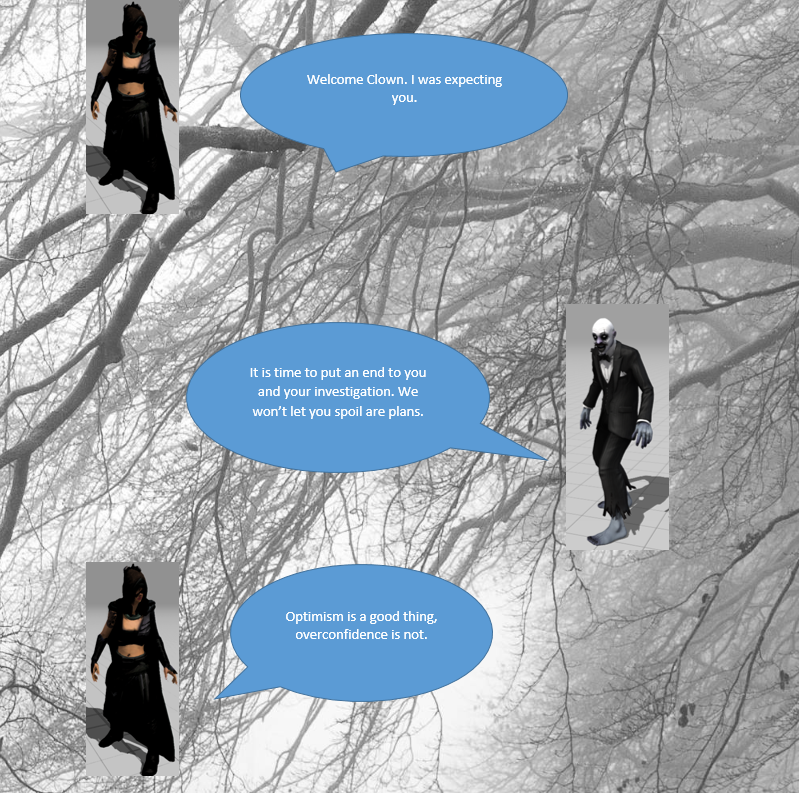 Welcome Clown. I was expecting
you.
It is time to put an end to you
and your investigation. We
won't let you spoil are plans.
Optimism is a good thing,
overconfidence is not.